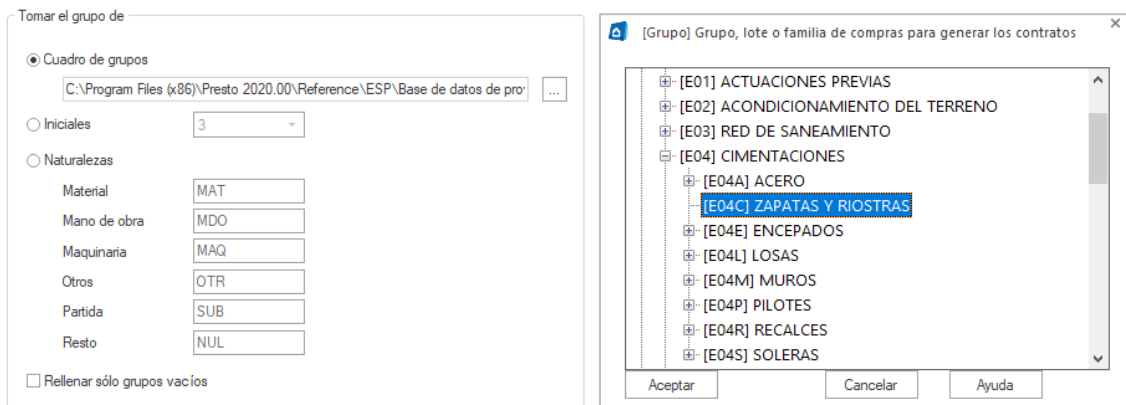 Tomar el grupo de
Cuadro de grupos
C:\Program Files (x86)\Presto 2020.00\Reference\ESP\Base de datos de pro
...
Iniciales
3
Naturalezas
Material
MAT
Mano de obra
MDO
Maquinaria
MAQ
Otros
OTR
Partida
SUB
Resto
NUL
Rellenar sólo grupos vacíos
[Grupo] Grupo, lote o familia de compras para generar los contratos
[E01] ACTUACIONES PREVIAS
[E02] ACONDICIONAMIENTO DEL TERRENO
[E03] RED DE SANEAMIENTO
[E04] CIMENTACIONES
[E04A] ACERO
[E04C] ZAPATAS Y RIOSTRAS
[E04E] ENCEPADOS
[E04L] LOSAS
[E04M] MUROS
[E04P] PILOTES
[E04R] RECALCES
[E04S] SOLERAS
Aceptar
Cancelar
Ayuda